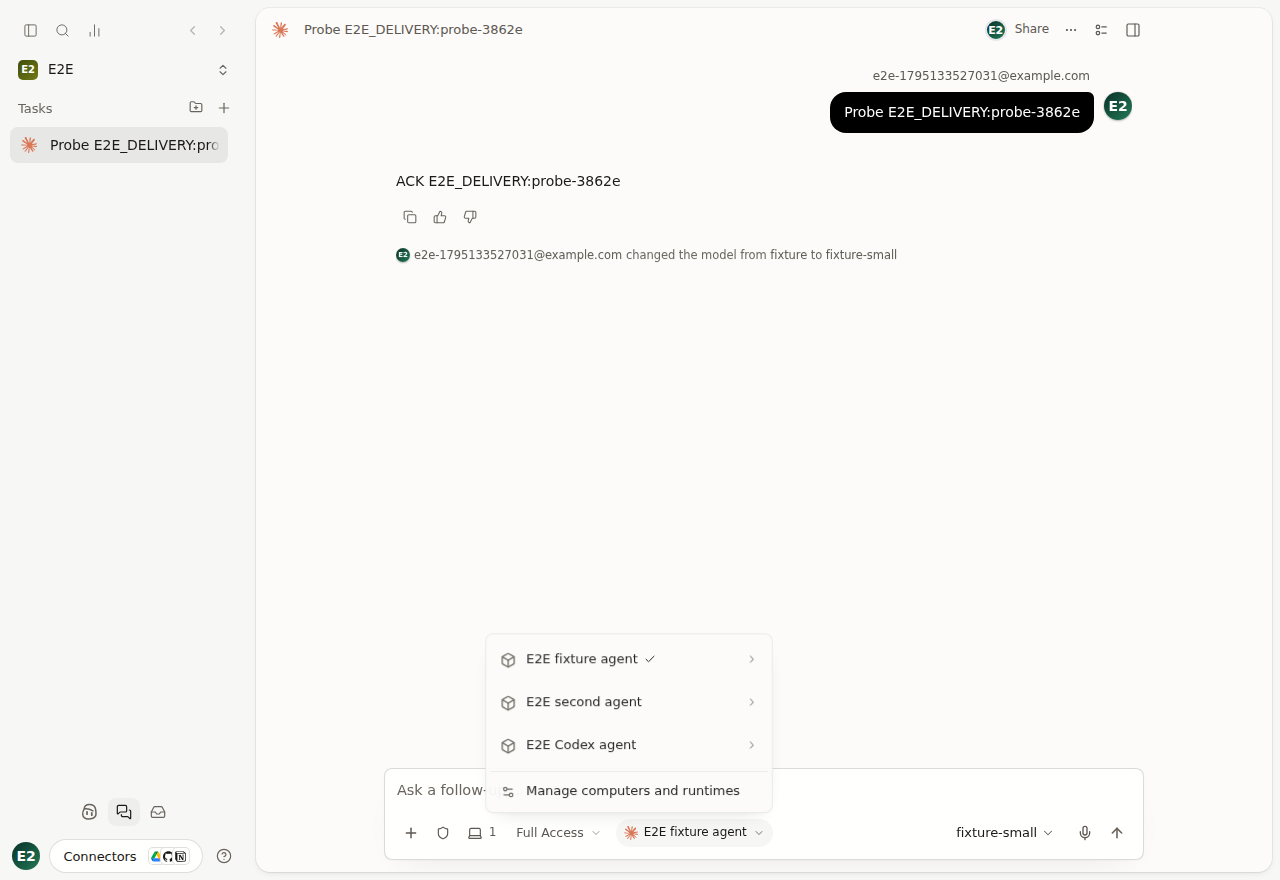 Probe E2E_DELIVERY:probe-3862e
E2 Share
E2 E2E
Tasks
Probe E2E_DELIVERY:pro
e2e-1795133527031@example.com
Probe E2E_DELIVERY:probe-3862e
E2
ACK E2E_DELIVERY:probe-3862e
E2 e2e-1795133527031@example.com changed the model from fixture to fixture-small
E2E fixture agent
E2E second agent
E2E Codex agent
Manage computers and runtimes
Ask a follow-
1 Full Access E2E fixture agent fixture-small
E2 Connectors